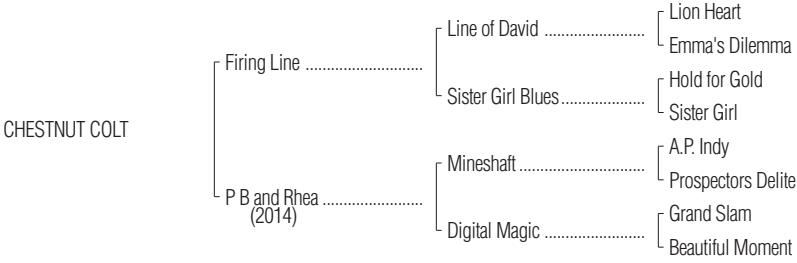 Lion Heart
Line of David ........................
Emma's Dilemma
Firing Line ............................
Hold for Gold
Sister Girl Blues....................
Sister Girl
CHESTNUT COLT
A.P. Indy
Mineshaft ..............................
Prospectors Delite
P B and Rhea ........................
(2014)
Grand Slam
Digital Magic ........................
Beautiful Moment